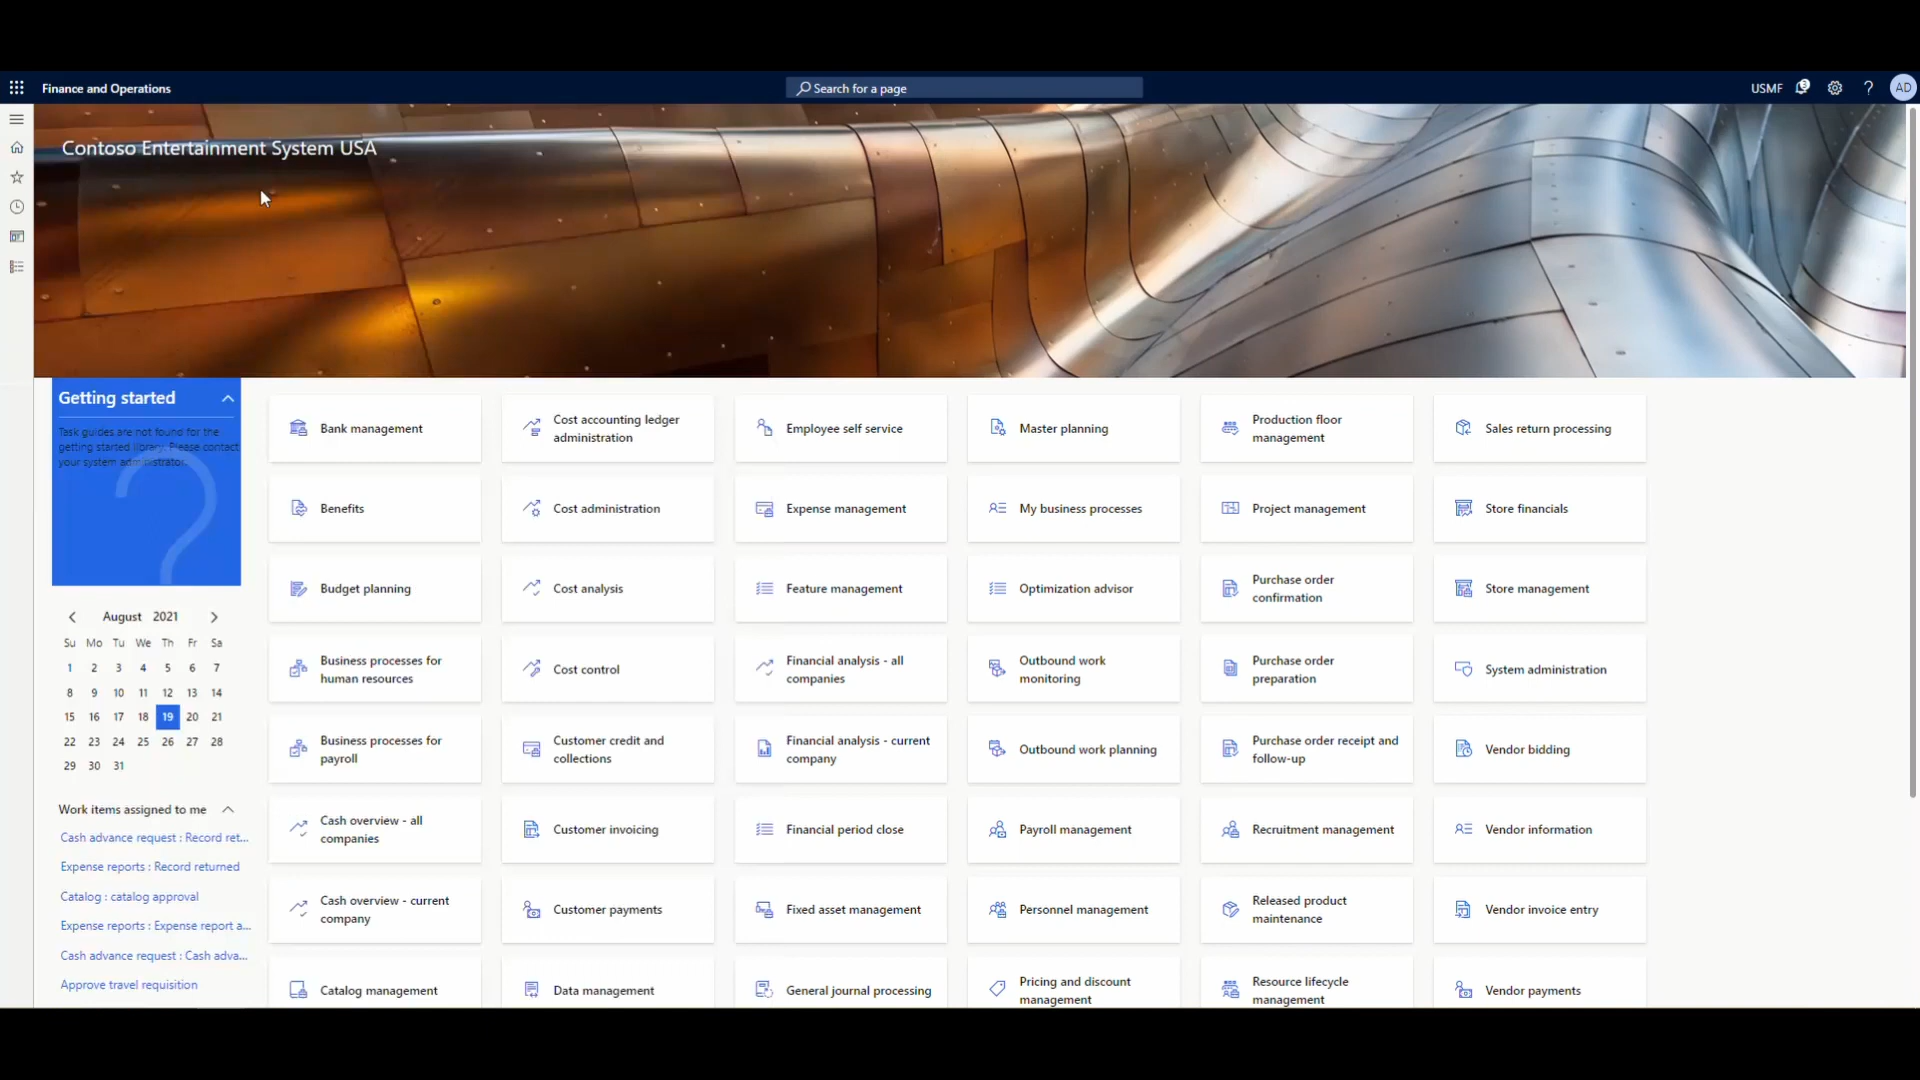 Finance and Operations
Search for a page
USMF
AD
Contoso Entertainment System USA
Getting started
Task guides are not found for the
getting started library. Please contact
your system administrator.
August 2021
Su Mo Tu We Th Fr Sa
1 2 3 4 5 6 7
8 9 10 11 12 13 14
15 16 17 18 19 20 21
22 23 24 25 26 27 28
29 30 31
Work items assigned to me
Cash advance request : Record ret...
Expense reports : Record returned
Catalog : catalog approval
Expense reports : Expense report a...
Cash advance request : Cash adva...
Approve travel requisition
Bank management
Cost accounting ledger
administration
Employee self service
Master planning
Production floor
management
Sales return processing
Benefits
Cost administration
Expense management
My business processes
Project management
Store financials
Budget planning
Cost analysis
Feature management
Optimization advisor
Purchase order
confirmation
Store management
Business processes for
human resources
Cost control
Financial analysis - all
companies
Outbound work
monitoring
Purchase order
preparation
System administration
Business processes for
payroll
Customer credit and
collections
Financial analysis - current
company
Outbound work planning
Purchase order receipt and
follow-up
Vendor bidding
Cash overview - all
companies
Customer invoicing
Financial period close
Payroll management
Recruitment management
Vendor information
Cash overview - current
company
Customer payments
Fixed asset management
Personnel management
Released product
maintenance
Vendor invoice entry
Catalog management
Data management
General journal processing
Pricing and discount
management
Resource lifecycle
management
Vendor payments